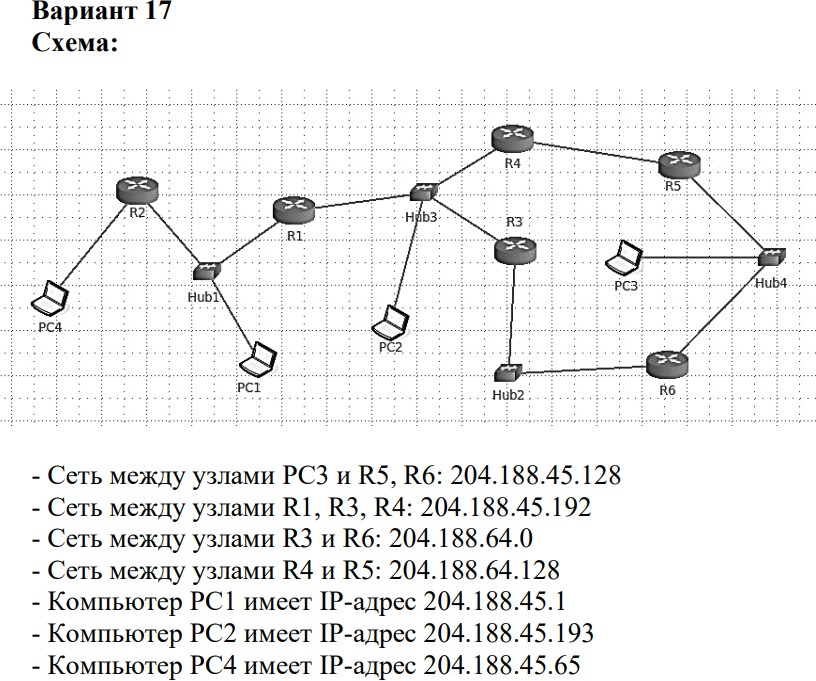 Вариант 17
Схема:
R4
R5
R2
Hub3
R3
R1
PC3
Hub4
Hub1
PC4
PC2
PC1
R6
Hub2
- Сеть между узлами PC3 и R5, R6: 204.188.45.128
- Сеть между узлами R1, R3, R4: 204.188.45.192
- Сеть между узлами R3 и R6: 204.188.64.0
- Сеть между узлами R4 и R5: 204.188.64.128
- Компьютер PC1 имеет IP-адрес 204.188.45.1
- Компьютер PC2 имеет IP-адрес 204.188.45.193
- Компьютер PC4 имеет IP-адрес 204.188.45.65